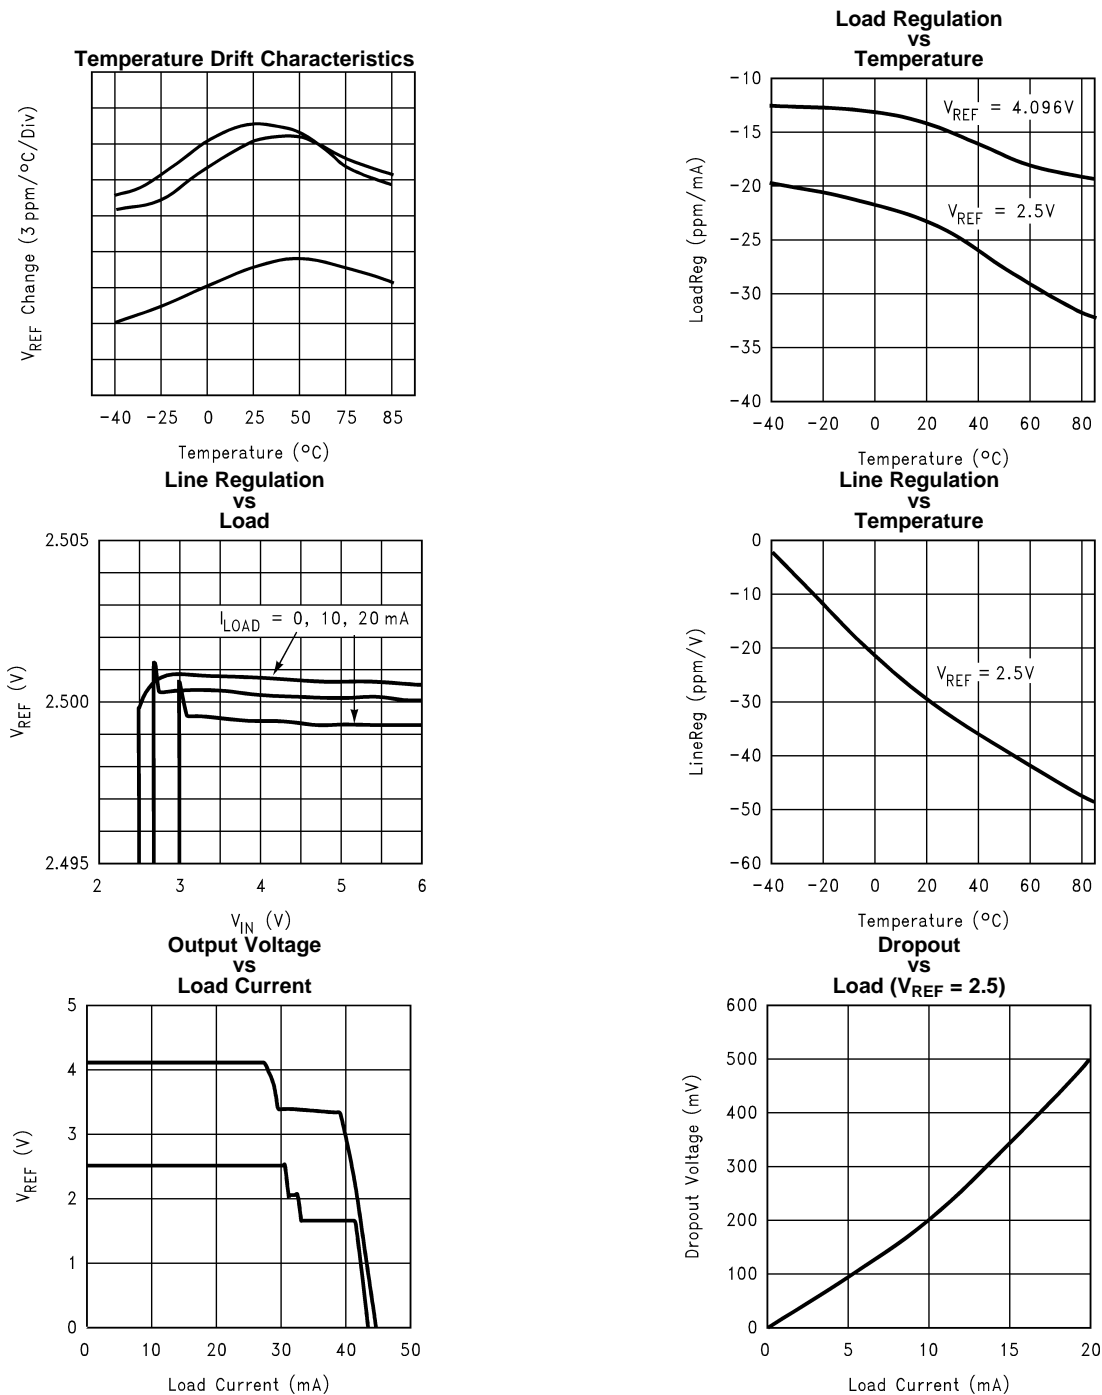 Temperature Drift Characteristics
V_REF Change (3 ppm/°C/Div)
-40 -25 0 25 50 75 85
Temperature (°C)
Load Regulation
vs
Temperature
LoadReg (ppm/mA)
-10
-15
-20
-25
-30
-35
-40
V_REF = 4.096V
V_REF = 2.5V
-40 -20 0 20 40 60 80
Temperature (°C)
Line Regulation
vs
Load
V_REF (V)
2.505
2.500
2.495
I_LOAD = 0, 10, 20 mA
2 3 4 5 6
V_IN (V)
Line Regulation
vs
Temperature
LineReg (ppm/V)
0
-10
-20
-30
-40
-50
-60
V_REF = 2.5V
-40 -20 0 20 40 60 80
Temperature (°C)
Output Voltage
vs
Load Current
V_REF (V)
5
4
3
2
1
0
0 10 20 30 40 50
Load Current (mA)
Dropout
vs
Load (V_REF = 2.5)
Dropout Voltage (mV)
600
500
400
300
200
100
0
0 5 10 15 20
Load Current (mA)